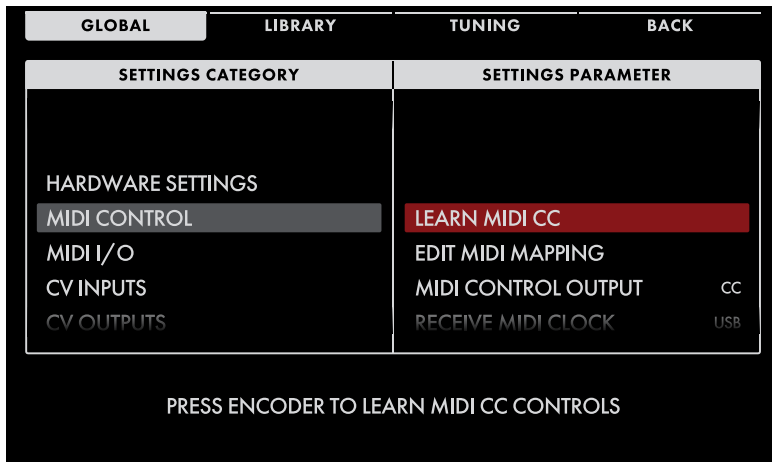 GLOBAL LIBRARY TUNING BACK
SETTINGS CATEGORY SETTINGS PARAMETER
HARDWARE SETTINGS
MIDI CONTROL LEARN MIDI CC
MIDI I/O EDIT MIDI MAPPING
CV INPUTS MIDI CONTROL OUTPUT CC
CV OUTPUTS RECEIVE MIDI CLOCK USB
PRESS ENCODER TO LEARN MIDI CC CONTROLS